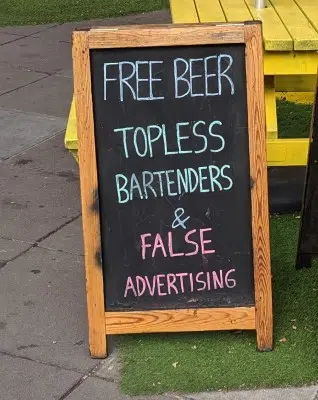 FREE BEER
TOPLESS
BARTENDERS
&
FALSE
ADVERTISING